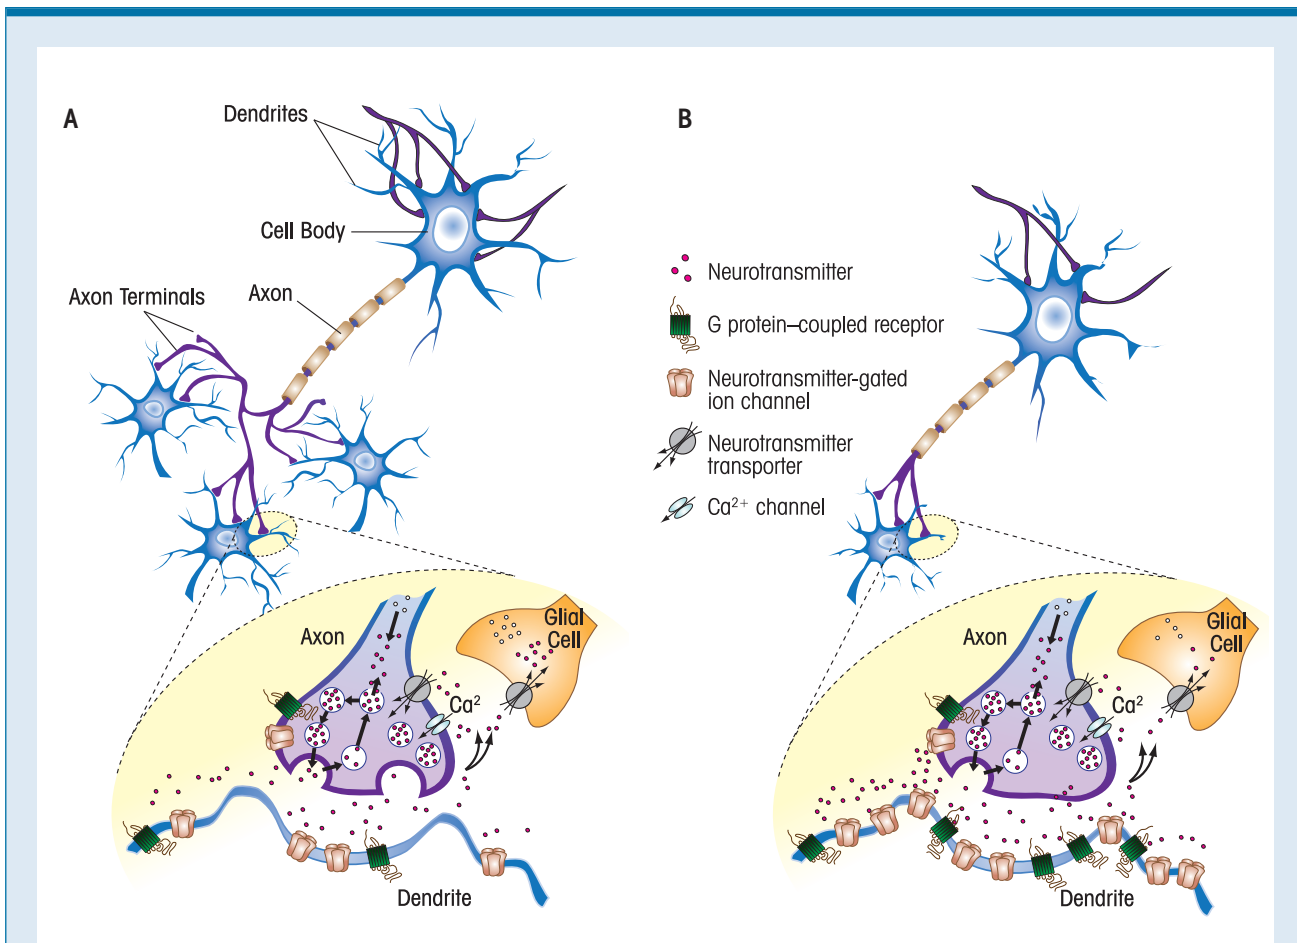 A
Dendrites
Cell Body
Axon
Axon Terminals
Axon
Glial
Cell
Ca²
Dendrite
B
Neurotransmitter
G protein–coupled receptor
Neurotransmitter-gated
ion channel
Neurotransmitter
transporter
Ca²⁺ channel
Axon
Glial
Cell
Ca²
Dendrite